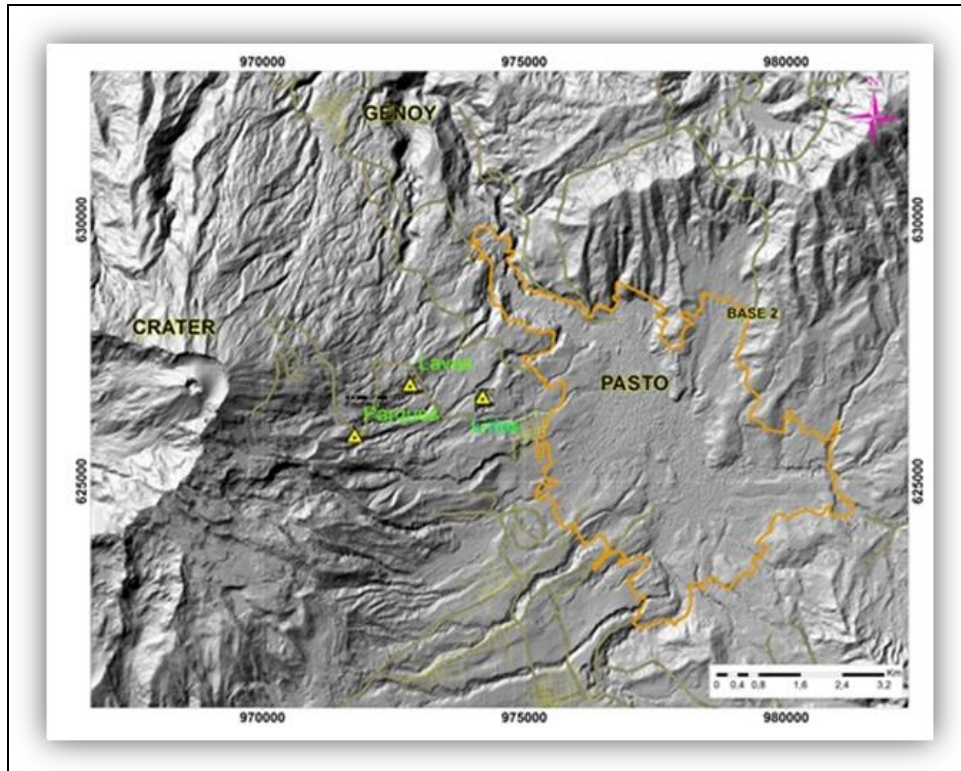 970000 975000 980000
GENOY
630000 630000
CRATER
BASE 2
Lavas
PASTO
Parques
625000 625000
Km
0 0,4 0,8 1,6 2,4 3,2
970000 975000 980000